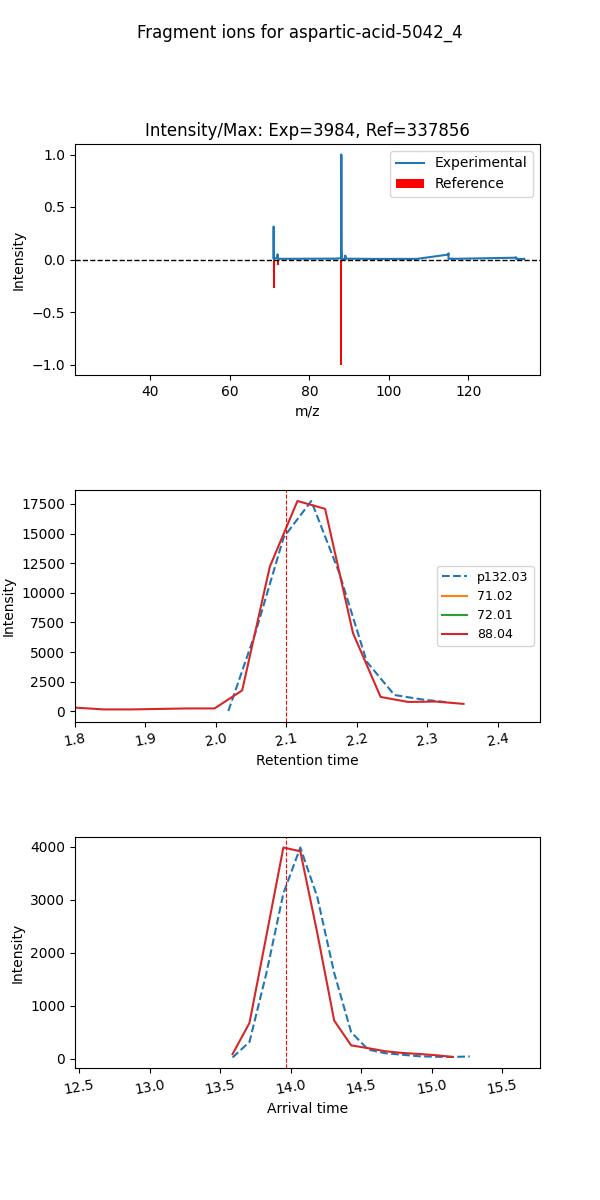 Fragment ions for aspartic-acid-5042_4
Intensity/Max: Exp=3984, Ref=337856
1.0
0.5
0.0
−0.5
−1.0
Intensity
Experimental
Reference
40 60 80 100 120
m/z
17500
15000
12500
10000
7500
5000
2500
0
Intensity
p132.03
71.02
72.01
88.04
1.8 1.9 2.0 2.1 2.2 2.3 2.4
Retention time
4000
3000
2000
1000
0
Intensity
12.5 13.0 13.5 14.0 14.5 15.0 15.5
Arrival time